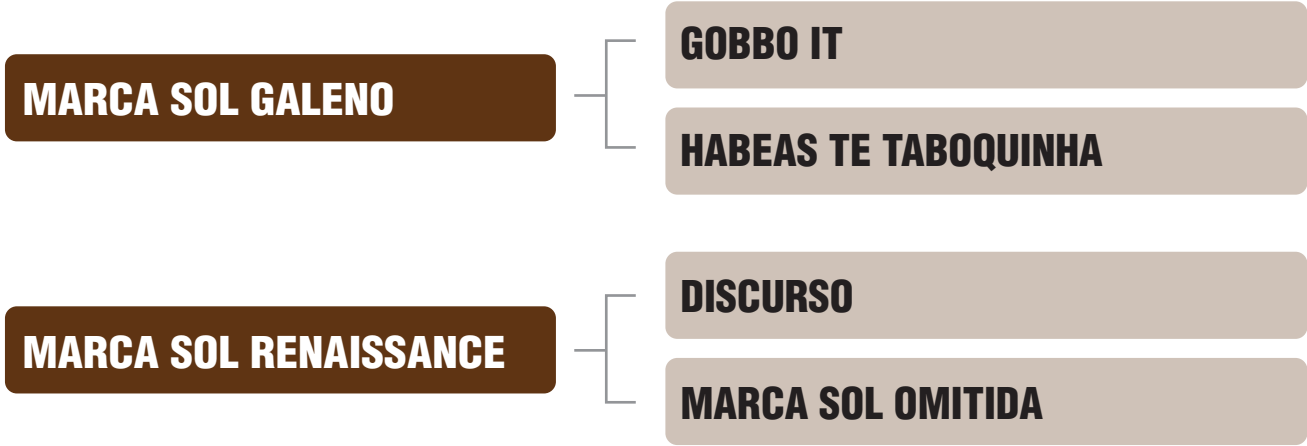 MARCA SOL GALENO
GOBBO IT
HABEAS TE TABOQUINHA
MARCA SOL RENAISSANCE
DISCURSO
MARCA SOL OMITIDA